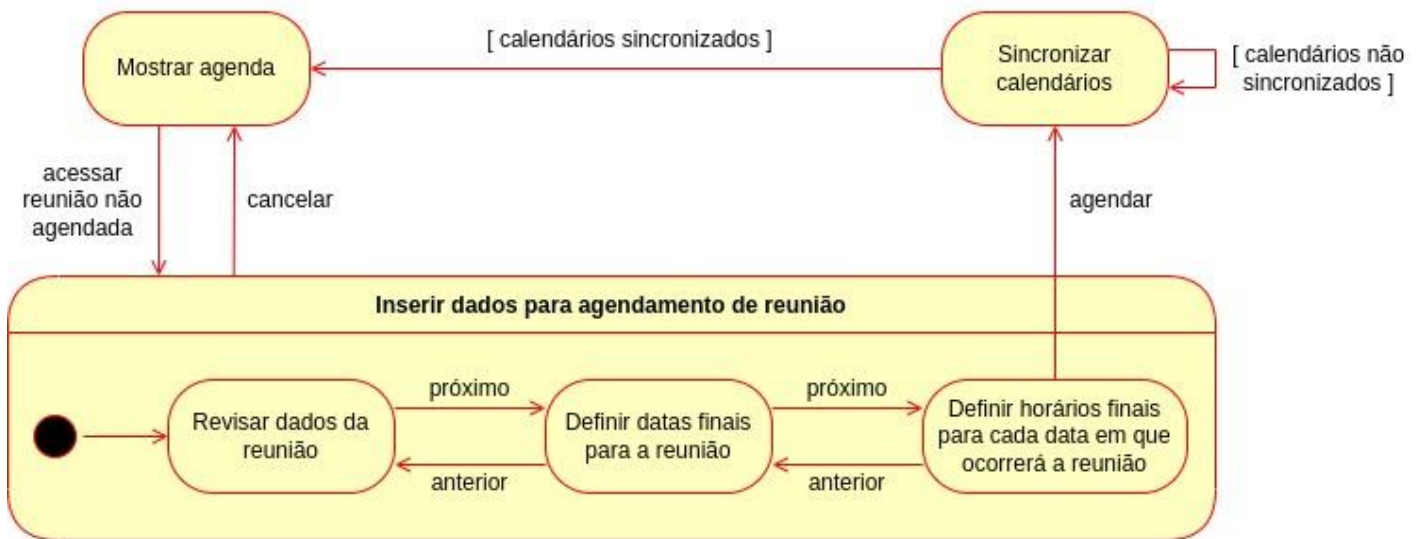 Mostrar agenda
[ calendários sincronizados ]
Sincronizar
calendários
[ calendários não
sincronizados ]
acessar
reunião não
agendada
cancelar
agendar
Inserir dados para agendamento de reunião
Revisar dados da
reunião
próximo
anterior
Definir datas finais
para a reunião
próximo
anterior
Definir horários finais
para cada data em que
ocorrerá a reunião